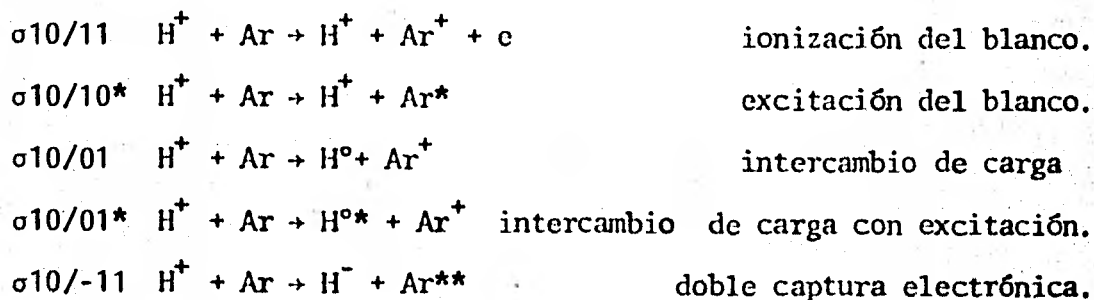 σ10/11 H⁺ + Ar → H⁺ + Ar⁺ + e ionización del blanco.
σ10/10* H⁺ + Ar → H⁺ + Ar* excitación del blanco.
σ10/01 H⁺ + Ar → H° + Ar⁺ intercambio de carga
σ10/01* H⁺ + Ar → H°* + Ar⁺ intercambio de carga con excitación.
σ10/-11 H⁺ + Ar → H⁻ + Ar** doble captura electrónica.